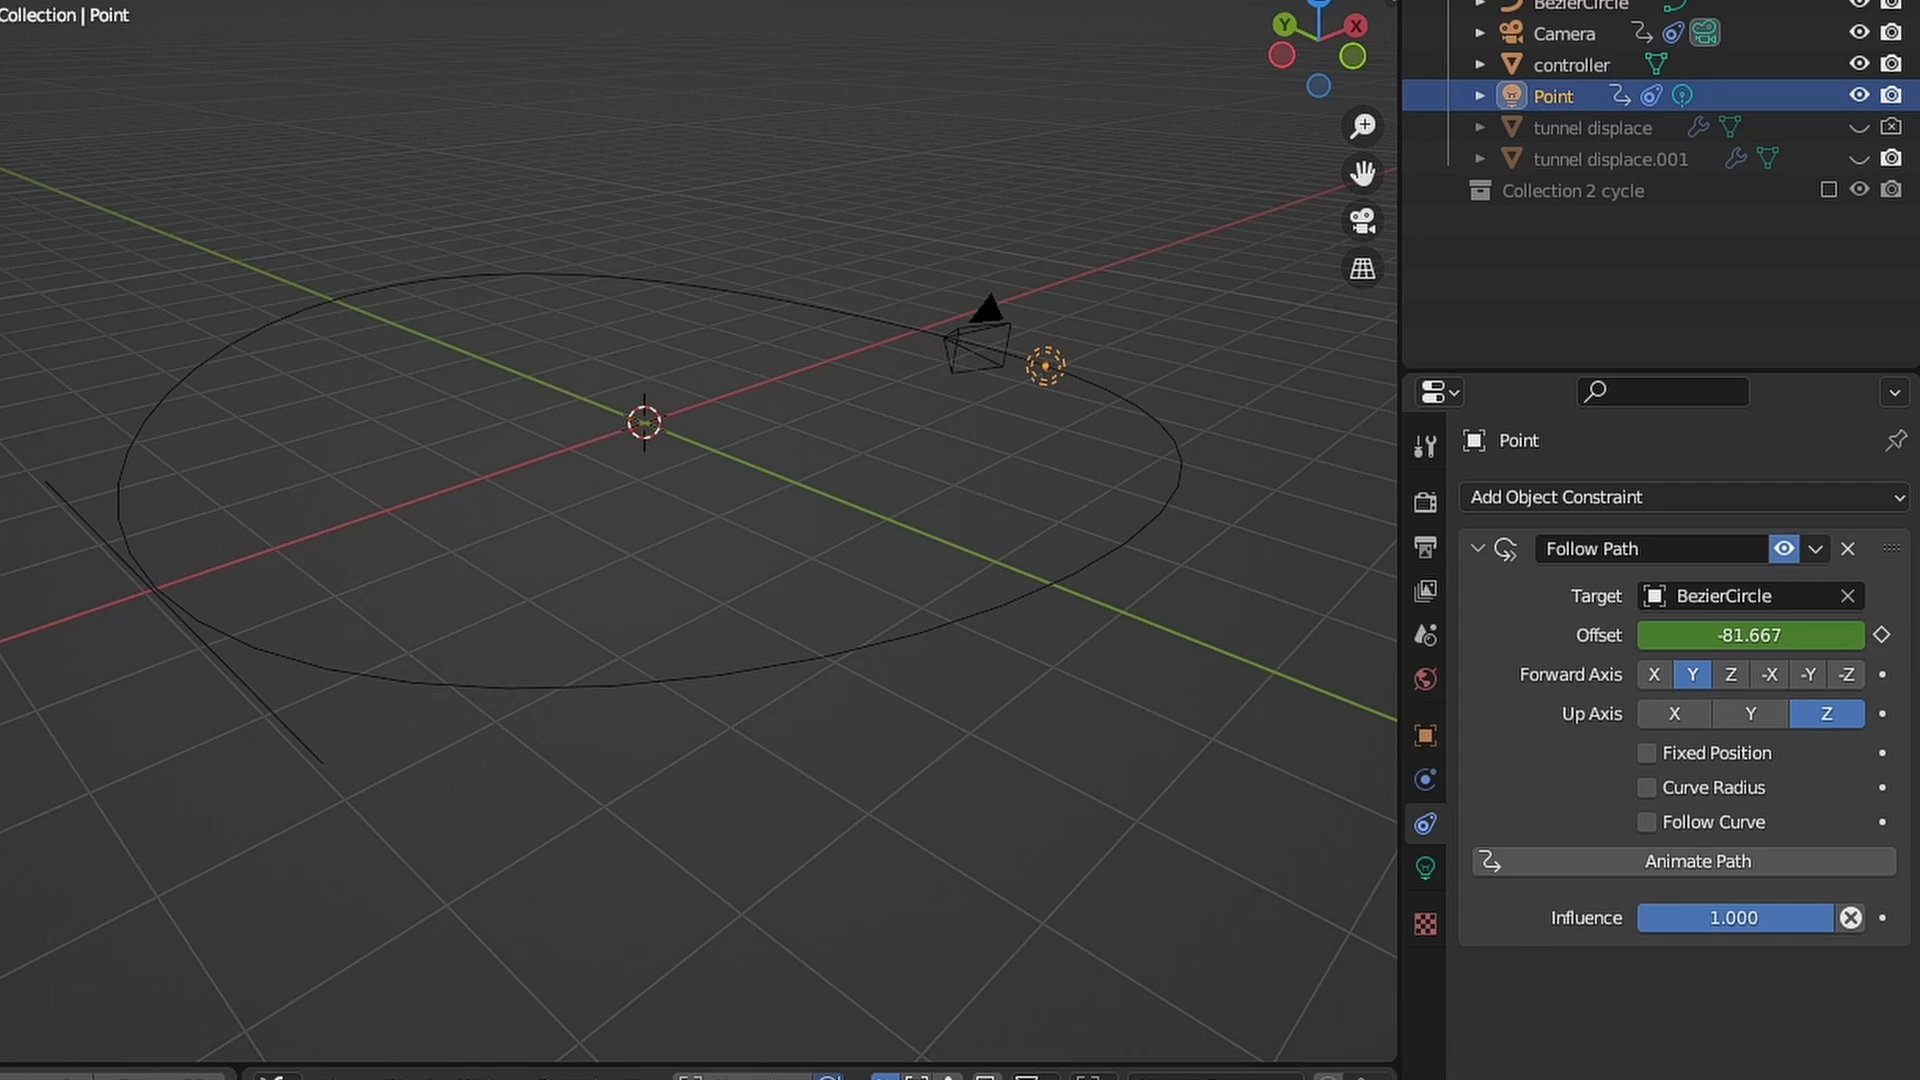 Collection | Point
Y
X
BezierCircle
Camera
controller
Point
tunnel displace
tunnel displace.001
Collection 2 cycle
Point
Add Object Constraint
Follow Path
Target BezierCircle
Offset -81.667
Forward Axis X Y Z -X -Y -Z
Up Axis X Y Z
Fixed Position
Curve Radius
Follow Curve
Animate Path
Influence 1.000